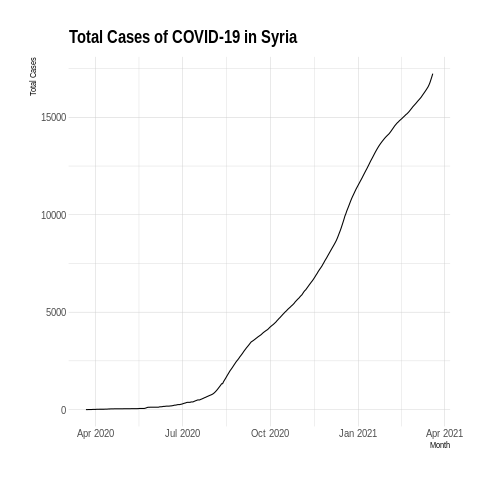 Total Cases of COVID-19 in Syria
Total Cases
15000
10000
5000
0
Apr 2020 Jul 2020 Oct 2020 Jan 2021 Apr 2021
Month